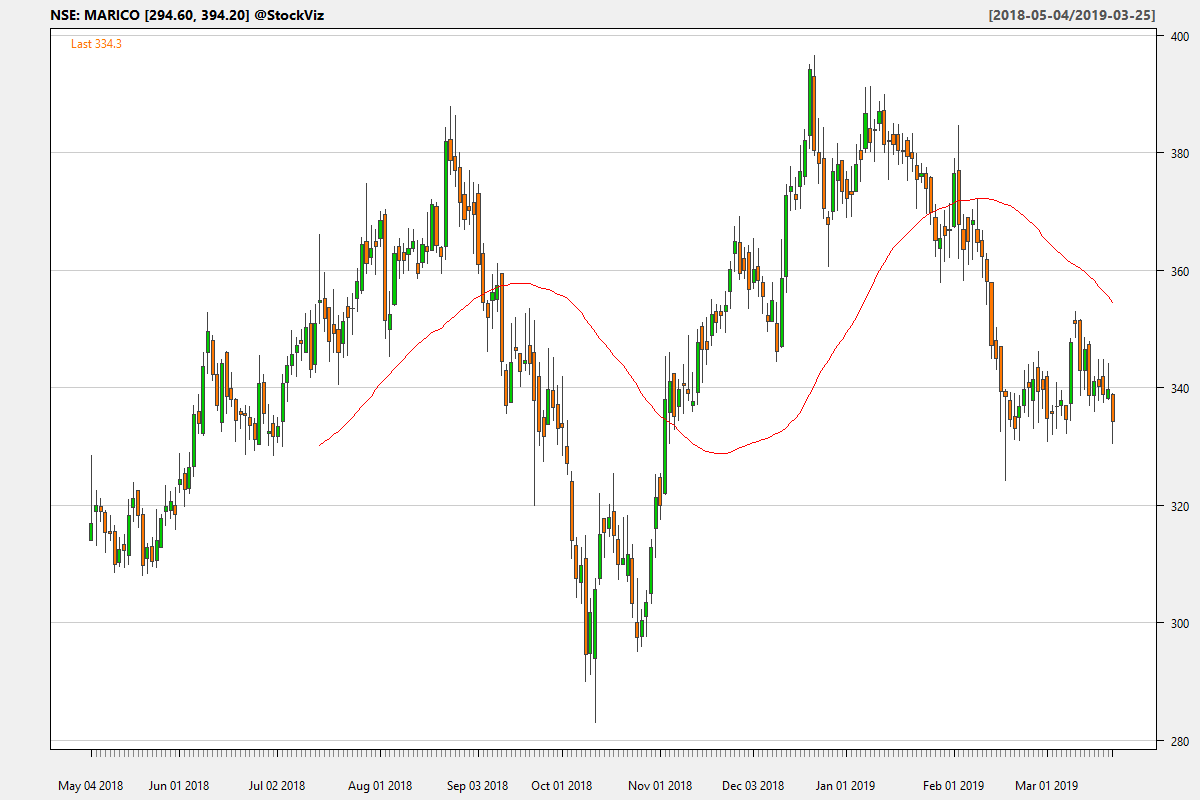 NSE: MARICO [294.60, 394.20] @StockViz [2018-05-04/2019-03-25]
Last 334.3
400
380
360
340
320
300
280
May 04 2018 Jun 01 2018 Jul 02 2018 Aug 01 2018 Sep 03 2018 Oct 01 2018 Nov 01 2018 Dec 03 2018 Jan 01 2019 Feb 01 2019 Mar 01 2019